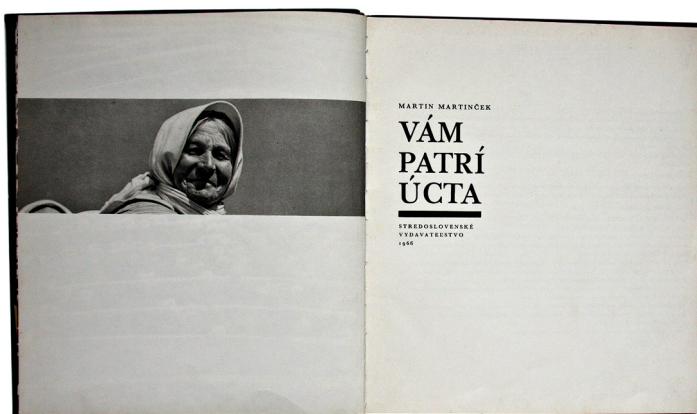 MARTIN MARTINČEK
VÁM
PATRÍ
ÚCTA
STREDOSLOVENSKÉ
VYDAVATEĽSTVO
1966